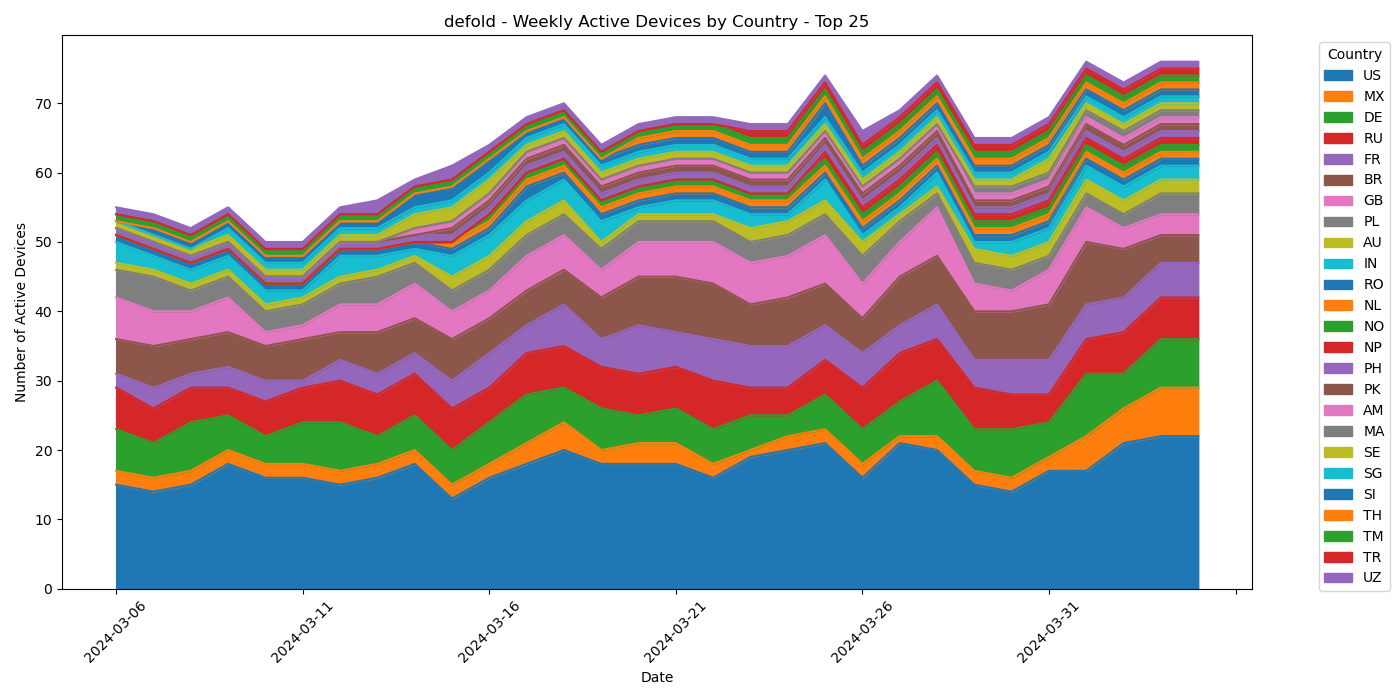 defold - Weekly Active Devices by Country - Top 25
Number of Active Devices
70
60
50
40
30
20
10
0
2024-03-06
2024-03-11
2024-03-16
2024-03-21
2024-03-26
2024-03-31
Date
Country
US
MX
DE
RU
FR
BR
GB
PL
AU
IN
RO
NL
NO
NP
PH
PK
AM
MA
SE
SG
SI
TH
TM
TR
UZ